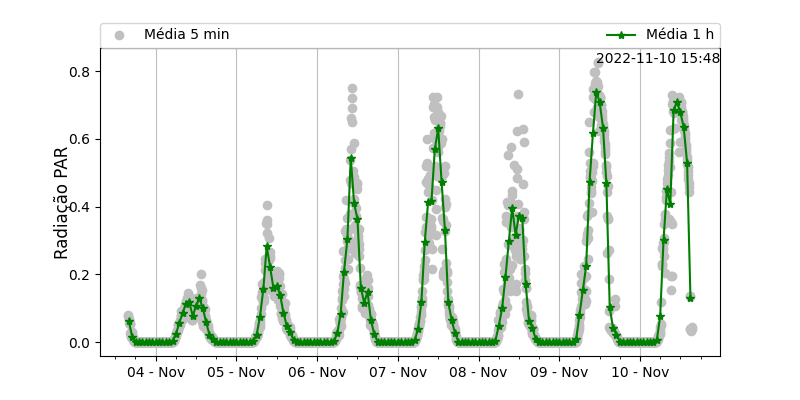 Média 5 min
Média 1 h
2022-11-10 15:48
Radiação PAR
0.8
0.6
0.4
0.2
0.0
04 - Nov
05 - Nov
06 - Nov
07 - Nov
08 - Nov
09 - Nov
10 - Nov